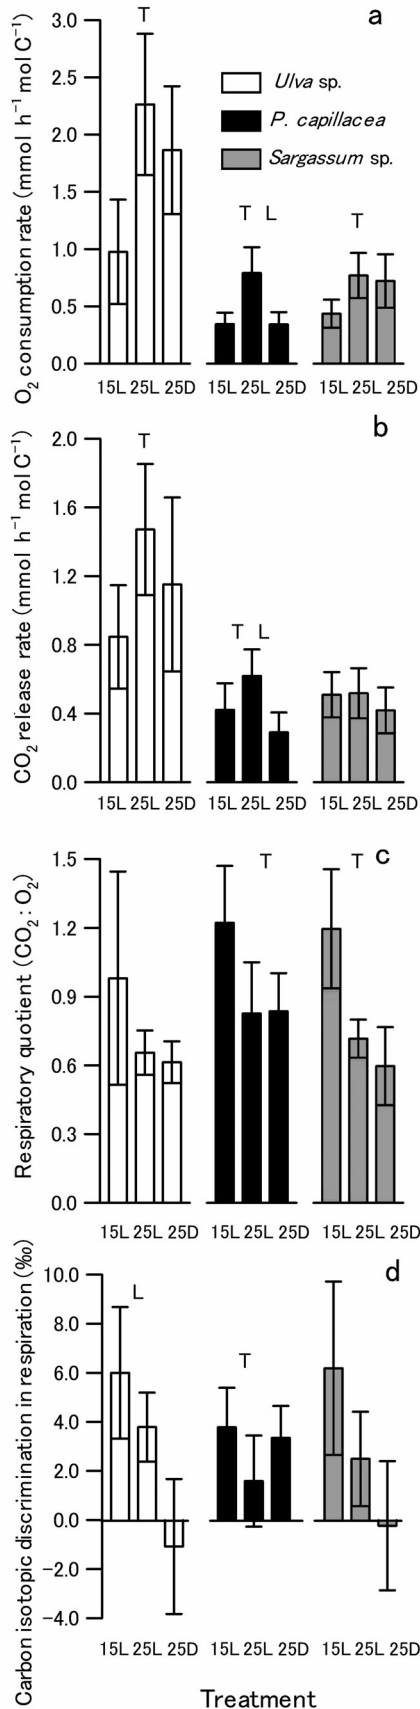 a
T
3.0
2.5
2.0
1.5
1.0
0.5
0.0
O₂ consumption rate (mmol h⁻¹ mol C⁻¹)
Ulva sp.
P. capillacea
Sargassum sp.
T L
T
15L 25L 25D
15L 25L 25D
15L 25L 25D
b
T
2.0
1.6
1.2
0.8
0.4
0.0
CO₂ release rate (mmol h⁻¹ mol C⁻¹)
T L
15L 25L 25D
15L 25L 25D
15L 25L 25D
c
T
T
1.5
1.2
0.9
0.6
0.3
0.0
Respiratory quotient (CO₂ : O₂)
15L 25L 25D
15L 25L 25D
15L 25L 25D
d
L
T
10.0
8.0
6.0
4.0
2.0
0.0
−2.0
−4.0
Carbon isotopic discrimination in respiration (‰)
15L 25L 25D
15L 25L 25D
15L 25L 25D
Treatment